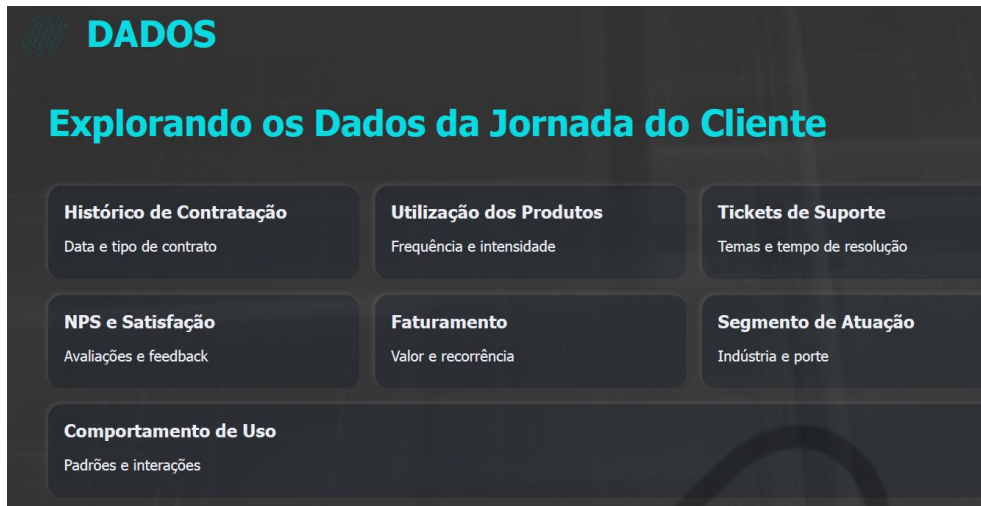 DADOS
Explorando os Dados da Jornada do Cliente
Histórico de Contratação
Data e tipo de contrato
Utilização dos Produtos
Frequência e intensidade
Tickets de Suporte
Temas e tempo de resolução
NPS e Satisfação
Avaliações e feedback
Faturamento
Valor e recorrência
Segmento de Atuação
Indústria e porte
Comportamento de Uso
Padrões e interações